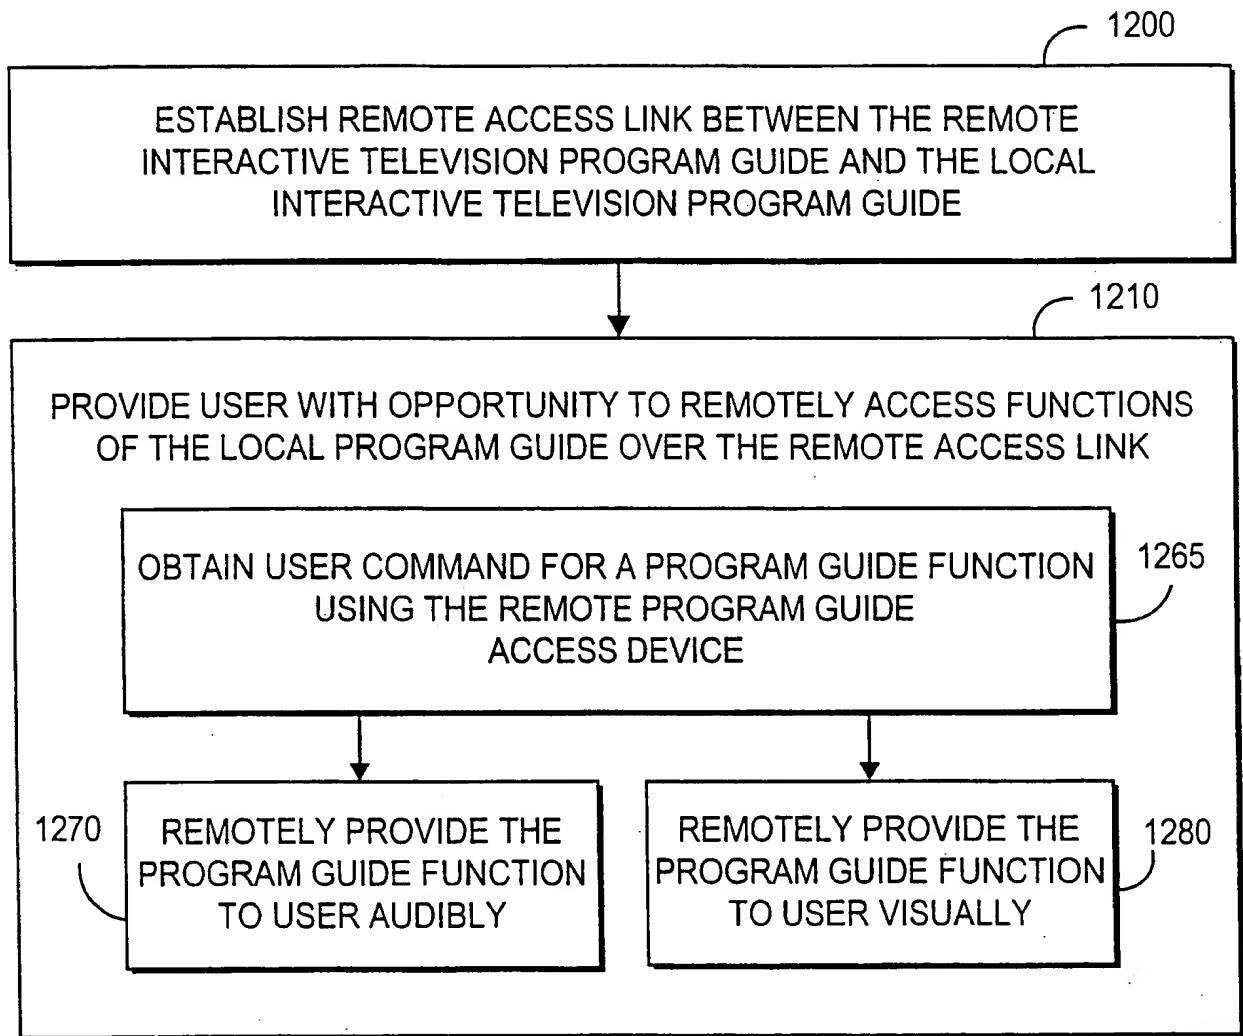 1200
ESTABLISH REMOTE ACCESS LINK BETWEEN THE REMOTE
INTERACTIVE TELEVISION PROGRAM GUIDE AND THE LOCAL
INTERACTIVE TELEVISION PROGRAM GUIDE
1210
PROVIDE USER WITH OPPORTUNITY TO REMOTELY ACCESS FUNCTIONS
OF THE LOCAL PROGRAM GUIDE OVER THE REMOTE ACCESS LINK
OBTAIN USER COMMAND FOR A PROGRAM GUIDE FUNCTION
USING THE REMOTE PROGRAM GUIDE
ACCESS DEVICE
1265
1270
REMOTELY PROVIDE THE
PROGRAM GUIDE FUNCTION
TO USER AUDIBLY
REMOTELY PROVIDE THE
PROGRAM GUIDE FUNCTION
TO USER VISUALLY
1280